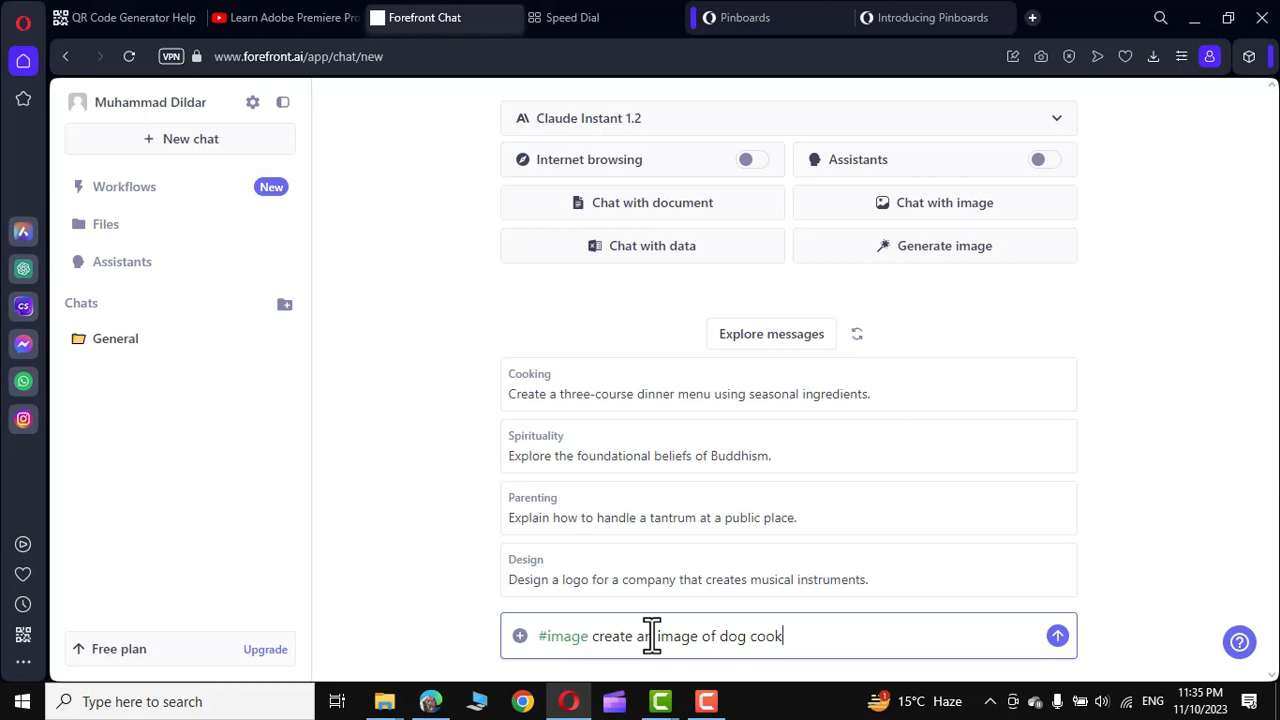 QR Code Generator Help
Learn Adobe Premiere Pro
Forefront Chat
Speed Dial
Pinboards
Introducing Pinboards
VPN
www.forefront.ai/app/chat/new
Muhammad Dildar
New chat
Workflows
New
Files
Assistants
Chats
General
Free plan
Upgrade
Claude Instant 1.2
Internet browsing
Assistants
Chat with document
Chat with image
Chat with data
Generate image
Explore messages
Cooking
Create a three-course dinner menu using seasonal ingredients.
Spirituality
Explore the foundational beliefs of Buddhism.
Parenting
Explain how to handle a tantrum at a public place.
Design
Design a logo for a company that creates musical instruments.
#image create an image of dog cook
CS
Type here to search
1
15°C Haze
ENG
11:35 PM
11/10/2023